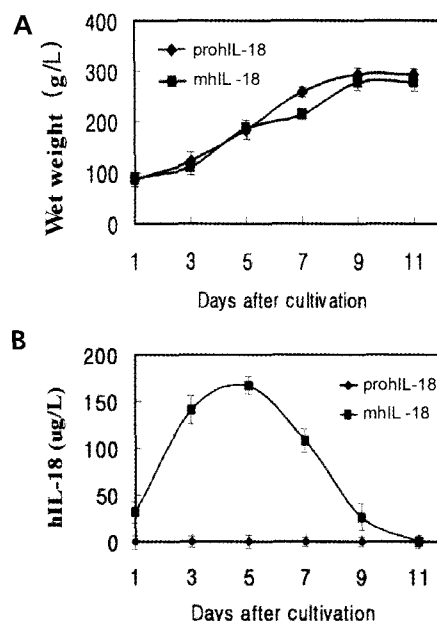 A
Wet weight (g/L)
400
300
200
100
0
prohIL-18
mhIL-18
1 3 5 7 9 11
Days after cultivation
B
hIL-18 (ug/L)
200
150
100
50
0
prohIL-18
mhIL-18
1 3 5 7 9 11
Days after cultivation